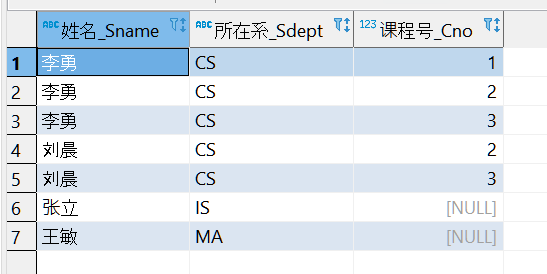 ABC 姓名_Sname ABC 所在系_Sdept 123 课程号_Cno
1 李勇 CS 1
2 李勇 CS 2
3 李勇 CS 3
4 刘晨 CS 2
5 刘晨 CS 3
6 张立 IS [NULL]
7 王敏 MA [NULL]